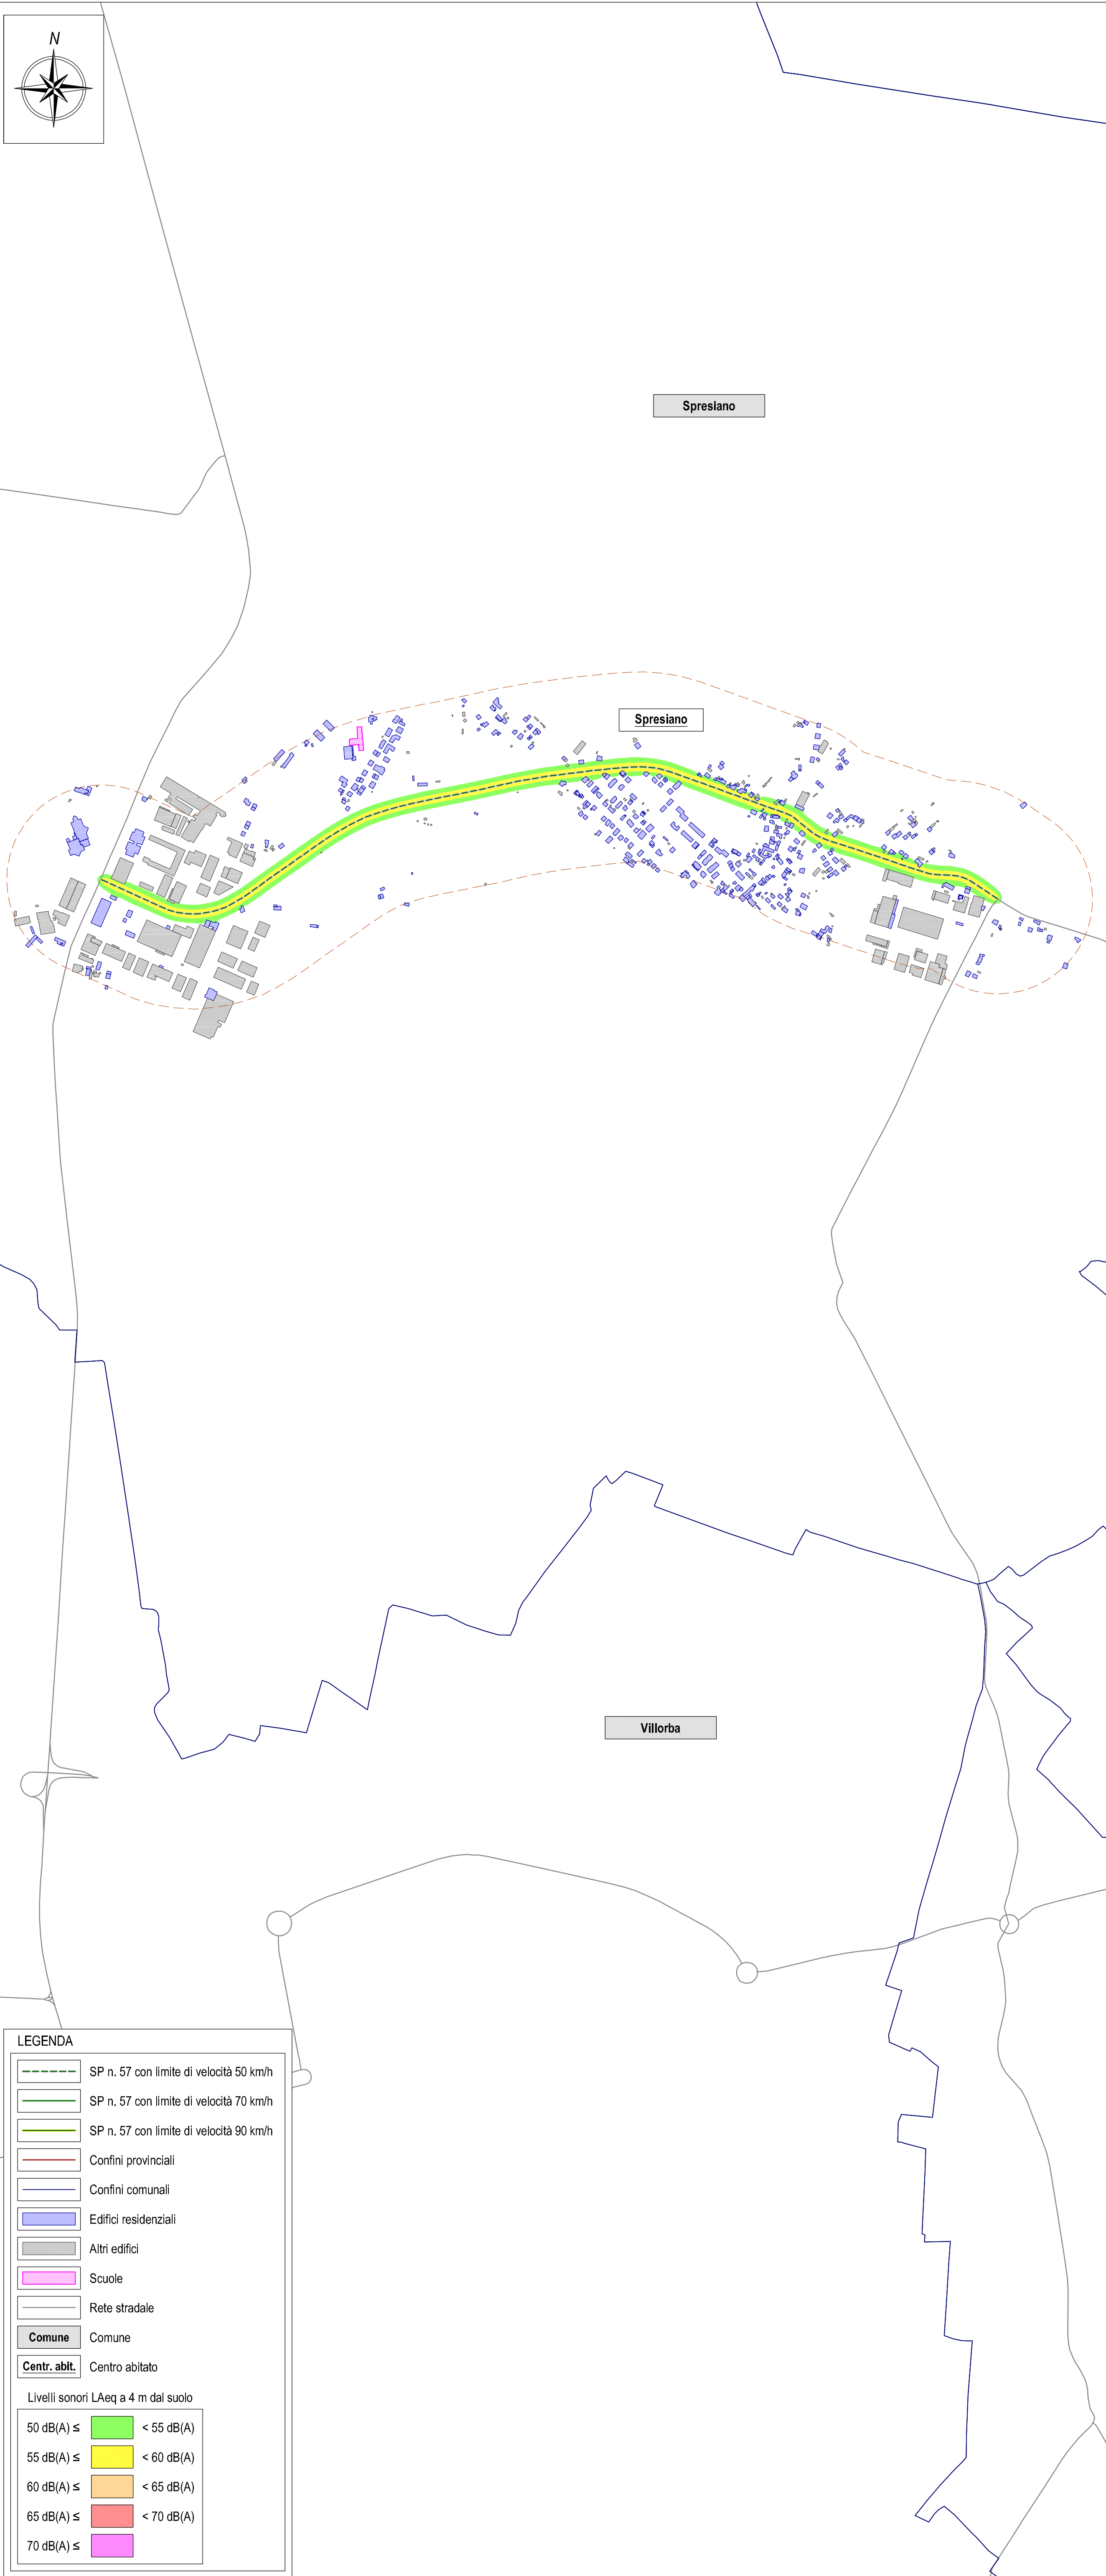 N
Spresiano
Spresiano
Villorba
LEGENDA
SP n. 57 con limite di velocità 50 km/h
SP n. 57 con limite di velocità 70 km/h
SP n. 57 con limite di velocità 90 km/h
Confini provinciali
Confini comunali
Edifici residenziali
Altri edifici
Scuole
Rete stradale
Comune Comune
Centr. abit. Centro abitato
Livelli sonori LAeq a 4 m dal suolo
50 dB(A) ≤ < 55 dB(A)
55 dB(A) ≤ < 60 dB(A)
60 dB(A) ≤ < 65 dB(A)
65 dB(A) ≤ < 70 dB(A)
70 dB(A) ≤